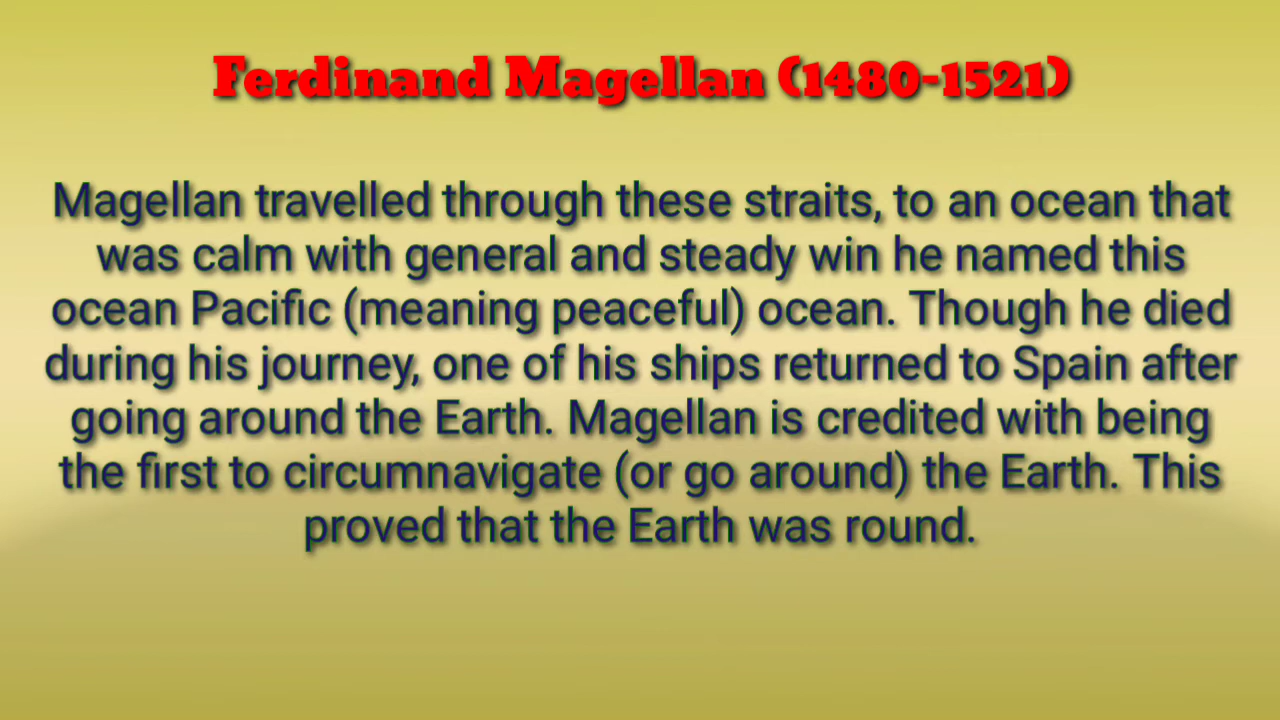 Ferdinand Magellan (1480-1521)
Magellan travelled through these straits, to an ocean that
was calm with general and steady win he named this
ocean Pacific (meaning peaceful) ocean. Though he died
during his journey, one of his ships returned to Spain after
going around the Earth. Magellan is credited with being
the first to circumnavigate (or go around) the Earth. This
proved that the Earth was round.